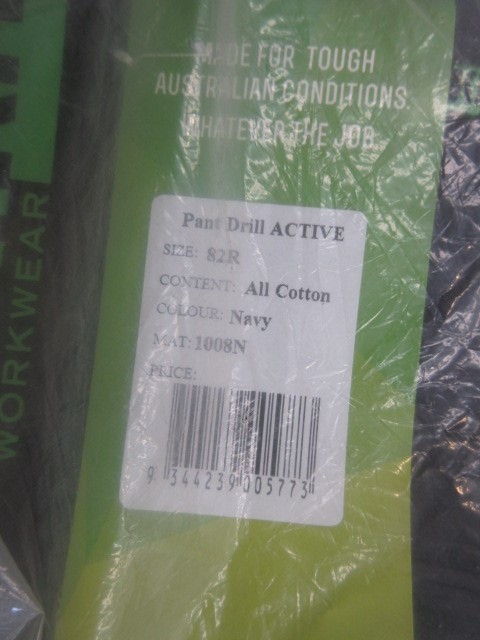 MADE FOR TOUGH
AUSTRALIAN CONDITIONS
WHATEVER THE JOB.
WORKWEAR
Pant Drill ACTIVE
SIZE: 82R
CONTENT: All Cotton
COLOUR: Navy
MAT: 1008N
PRICE:
9 344239 005773